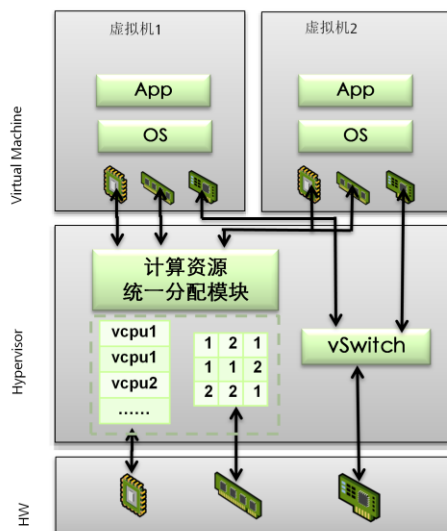 虚拟机1
虚拟机2
App
App
OS
OS
Virtual Machine
计算资源
统一分配模块
vcpu1
vcpu1
vcpu2
......
1 2 1
1 1 2
2 2 1
vSwitch
Hypervisor
HW